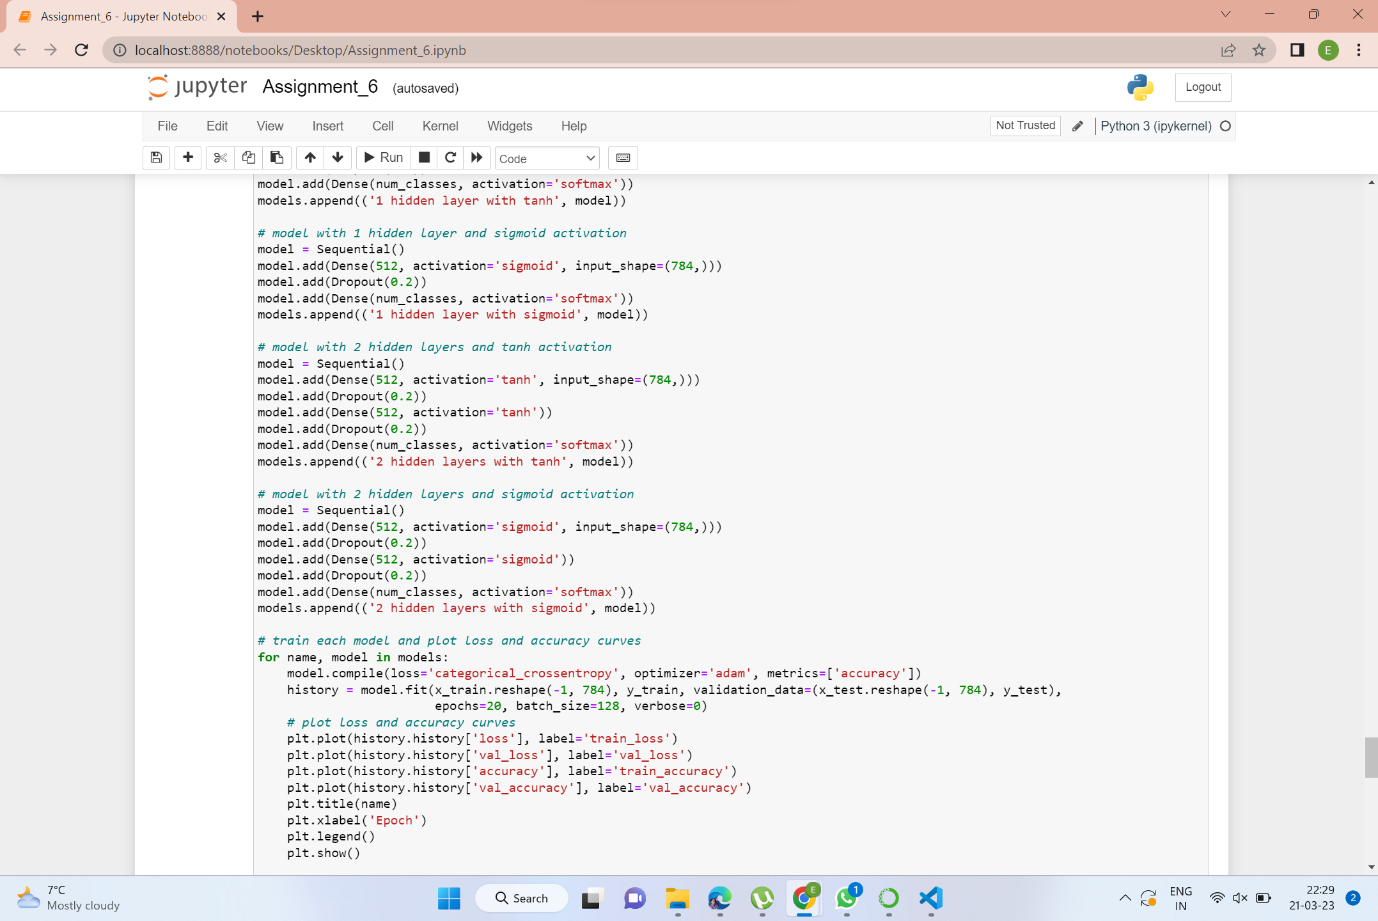 Assignment_6 - Jupyter Noteboo
localhost:8888/notebooks/Desktop/Assignment_6.ipynb
E
jupyter Assignment_6 (autosaved)
Logout
File Edit View Insert Cell Kernel Widgets Help
Not Trusted
Python 3 (ipykernel)
Run
Code
model.add(Dense(num_classes, activation='softmax'))
models.append(('1 hidden layer with tanh', model))
# model with 1 hidden layer and sigmoid activation
model = Sequential()
model.add(Dense(512, activation='sigmoid', input_shape=(784,)))
model.add(Dropout(0.2))
model.add(Dense(num_classes, activation='softmax'))
models.append(('1 hidden layer with sigmoid', model))
# model with 2 hidden layers and tanh activation
model = Sequential()
model.add(Dense(512, activation='tanh', input_shape=(784,)))
model.add(Dropout(0.2))
model.add(Dense(512, activation='tanh'))
model.add(Dropout(0.2))
model.add(Dense(num_classes, activation='softmax'))
models.append(('2 hidden layers with tanh', model))
# model with 2 hidden layers and sigmoid activation
model = Sequential()
model.add(Dense(512, activation='sigmoid', input_shape=(784,)))
model.add(Dropout(0.2))
model.add(Dense(512, activation='sigmoid'))
model.add(Dropout(0.2))
model.add(Dense(num_classes, activation='softmax'))
models.append(('2 hidden layers with sigmoid', model))
# train each model and plot loss and accuracy curves
for name, model in models:
    model.compile(loss='categorical_crossentropy', optimizer='adam', metrics=['accuracy'])
    history = model.fit(x_train.reshape(-1, 784), y_train, validation_data=(x_test.reshape(-1, 784), y_test),
                        epochs=20, batch_size=128, verbose=0)
    # plot loss and accuracy curves
    plt.plot(history.history['loss'], label='train_loss')
    plt.plot(history.history['val_loss'], label='val_loss')
    plt.plot(history.history['accuracy'], label='train_accuracy')
    plt.plot(history.history['val_accuracy'], label='val_accuracy')
    plt.title(name)
    plt.xlabel('Epoch')
    plt.legend()
    plt.show()
7°C
Mostly cloudy
Search
E
1
ENG
IN
22:29
21-03-23
2